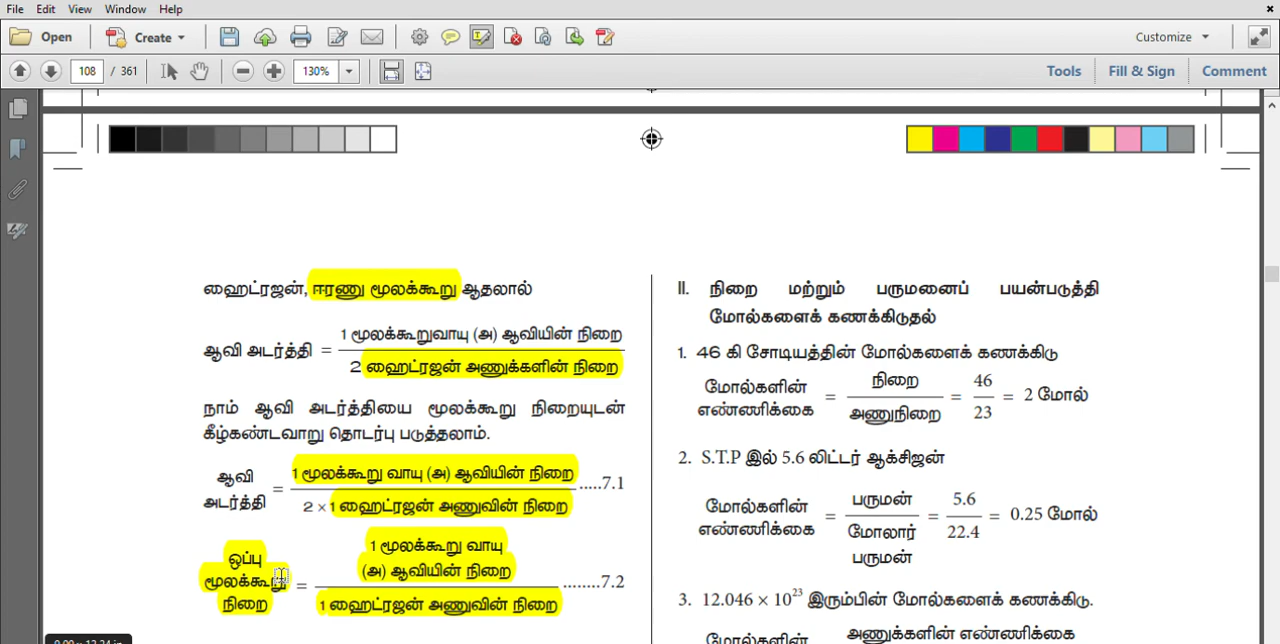 File Edit View Window Help
Open Create Customize
108 / 361 130% Tools Fill & Sign Comment
ஹைட்ரஜன், ஈரணு மூலக்கூறு ஆதலால்
ஆவி அடர்த்தி = 1 மூலக்கூறுவாயு (அ) ஆவியின் நிறை
2 ஹைட்ரஜன் அணுக்களின் நிறை
நாம் ஆவி அடர்த்தியை மூலக்கூறு நிறையுடன்
கீழ்கண்டவாறு தொடர்பு படுத்தலாம்.
ஆவி அடர்த்தி = 1 மூலக்கூறு வாயு (அ) ஆவியின் நிறை .....7.1
2 × 1 ஹைட்ரஜன் அணுவின் நிறை
ஒப்பு
மூலக்கூறு
நிறை
=
1 மூலக்கூறு வாயு
(அ) ஆவியின் நிறை
........7.2
1 ஹைட்ரஜன் அணுவின் நிறை
II. நிறை மற்றும் பருமனைப் பயன்படுத்தி
மோல்களைக் கணக்கிடுதல்
1. 46 கி சோடியத்தின் மோல்களைக் கணக்கிடு
மோல்களின்
எண்ணிக்கை
= நிறை / அணுநிறை = 46 / 23 = 2 மோல்
2. S.T.P இல் 5.6 லிட்டர் ஆக்சிஜன்
மோல்களின்
எண்ணிக்கை
= பருமன் / மோலார் பருமன் = 5.6 / 22.4 = 0.25 மோல்
3. 12.046 × 10²³ இரும்பின் மோல்களைக் கணக்கிடு.
மோல்களின் அணுக்களின் எண்ணிக்கை